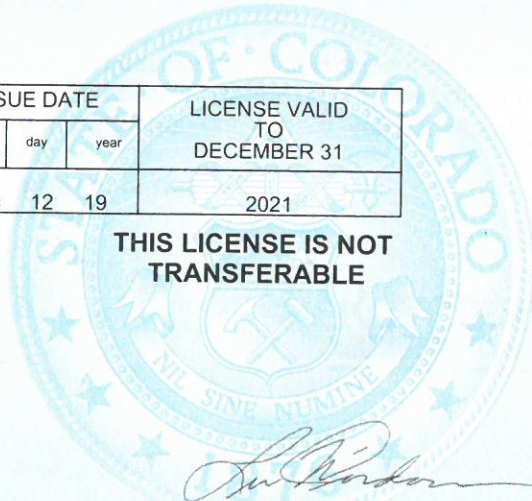 SUE DATE
LICENSE VALID
TO
DECEMBER 31
day year
12 19 2021
THIS LICENSE IS NOT
TRANSFERABLE
STATE OF COLORADO
NIL SINE NUMINE